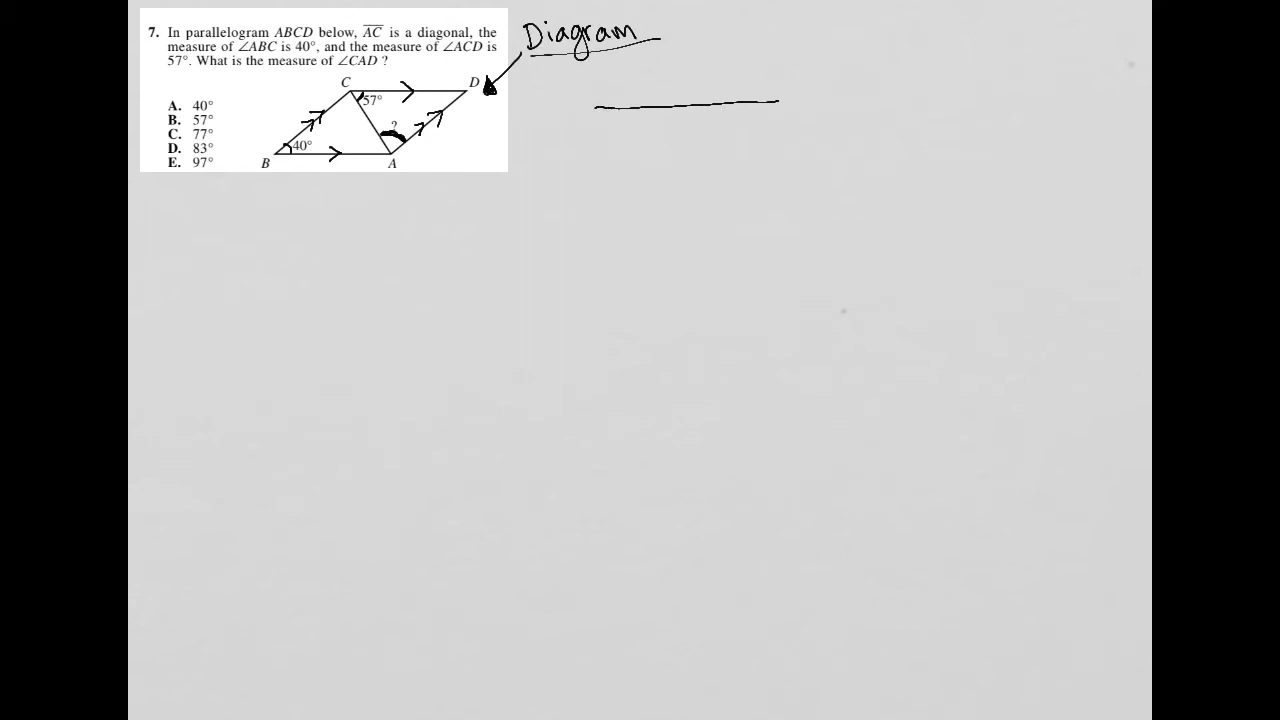 7. In parallelogram ABCD below, AC is a diagonal, the
measure of ∠ABC is 40°, and the measure of ∠ACD is
57°. What is the measure of ∠CAD ?
A. 40°
B. 57°
C. 77°
D. 83°
E. 97°
C
D
57°
?
40°
B
A
Diagram